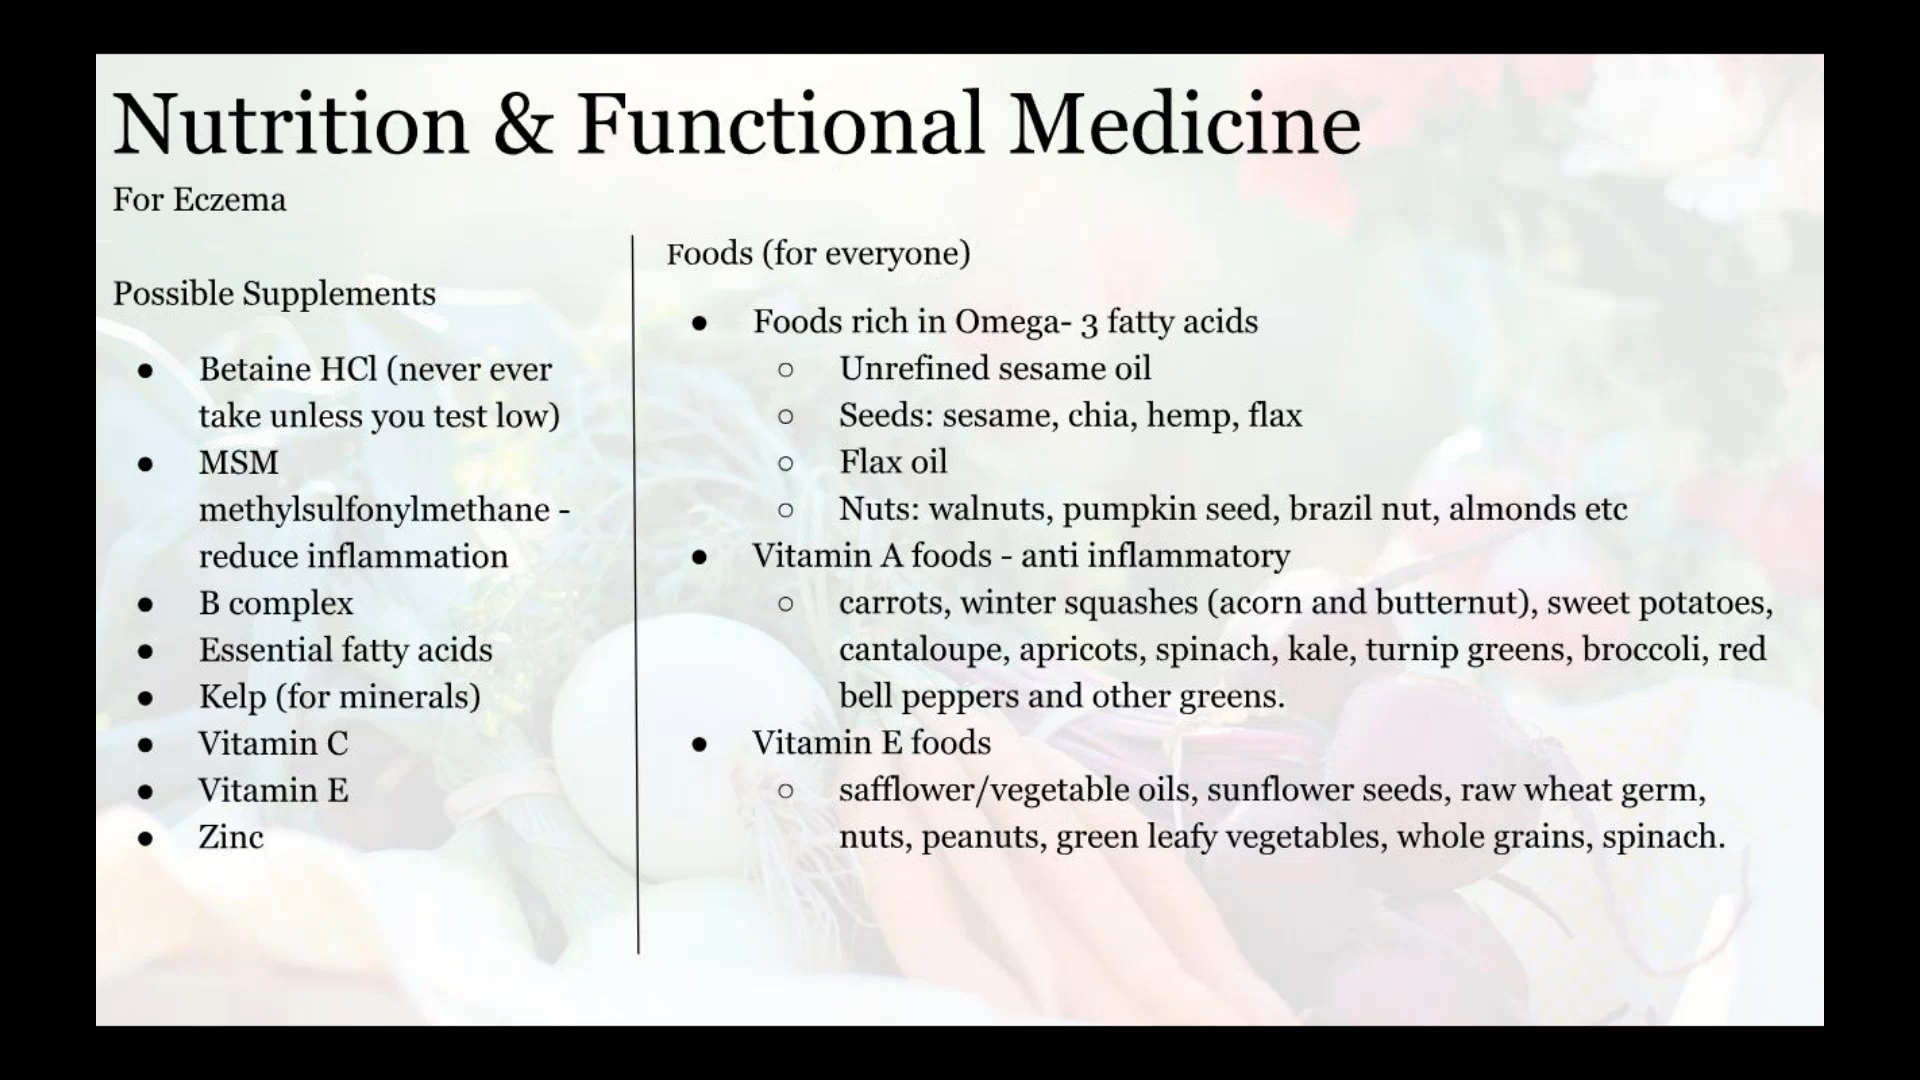 Nutrition & Functional Medicine
For Eczema
Possible Supplements
● Betaine HCl (never ever
take unless you test low)
● MSM
methylsulfonylmethane -
reduce inflammation
● B complex
● Essential fatty acids
● Kelp (for minerals)
● Vitamin C
● Vitamin E
● Zinc
Foods (for everyone)
● Foods rich in Omega- 3 fatty acids
○ Unrefined sesame oil
○ Seeds: sesame, chia, hemp, flax
○ Flax oil
○ Nuts: walnuts, pumpkin seed, brazil nut, almonds etc
● Vitamin A foods - anti inflammatory
○ carrots, winter squashes (acorn and butternut), sweet potatoes,
cantaloupe, apricots, spinach, kale, turnip greens, broccoli, red
bell peppers and other greens.
● Vitamin E foods
○ safflower/vegetable oils, sunflower seeds, raw wheat germ,
nuts, peanuts, green leafy vegetables, whole grains, spinach.